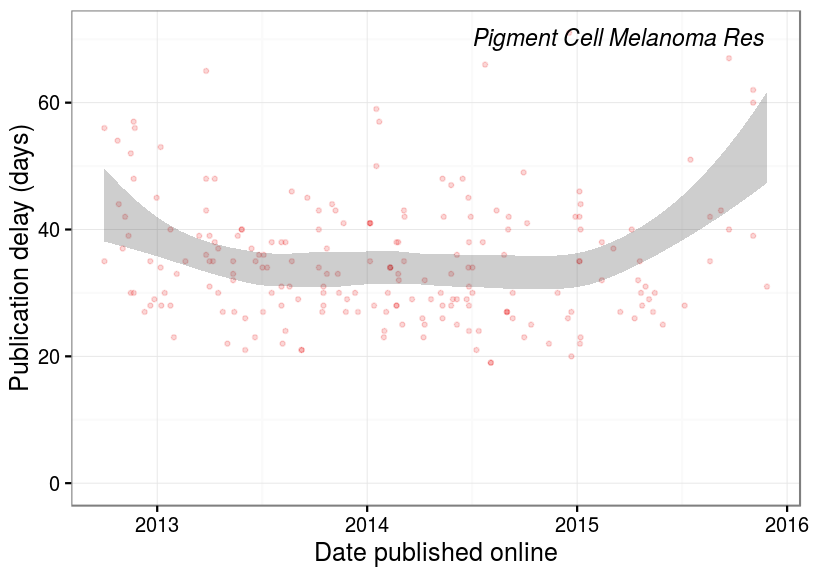 Pigment Cell Melanoma Res
Publication delay (days)
60
40
20
0
2013 2014 2015 2016
Date published online